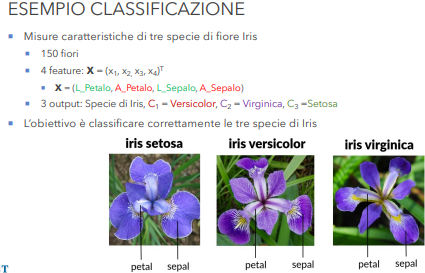 ESEMPIO CLASSIFICAZIONE
Misure caratteristiche di tre specie di fiore Iris
150 fiori
4 feature: X = (x₁, x₂, x₃, x₄)ᵀ
X = (L_Petalo, A_Petalo, L_Sepalo, A_Sepalo)
3 output: Specie di Iris, C₁ = Versicolor, C₂ = Virginica, C₃ =Setosa
L'obiettivo è classificare correttamente le tre specie di Iris
iris setosa iris versicolor iris virginica
petal sepal petal sepal petal sepal
ST